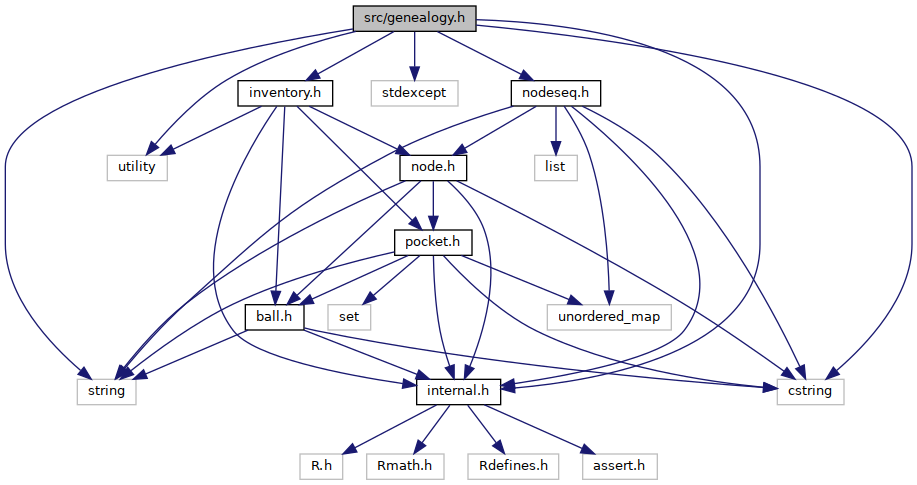 src/genealogy.h
inventory.h
stdexcept
nodeseq.h
utility
node.h
list
pocket.h
ball.h
set
unordered_map
string
internal.h
cstring
R.h
Rmath.h
Rdefines.h
assert.h